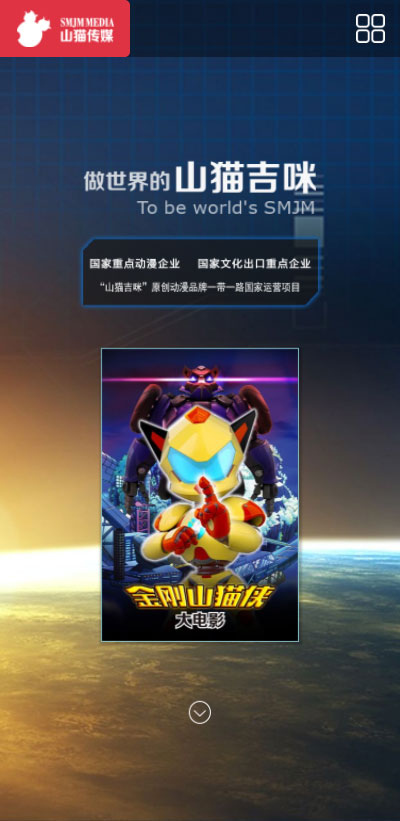 SMJM MEDIA
山猫传媒
做世界的山猫吉咪
To be world's SMJM
国家重点动漫企业 国家文化出口重点企业
“山猫吉咪”原创动漫品牌一带一路国家运营项目
金刚山猫侠
大电影